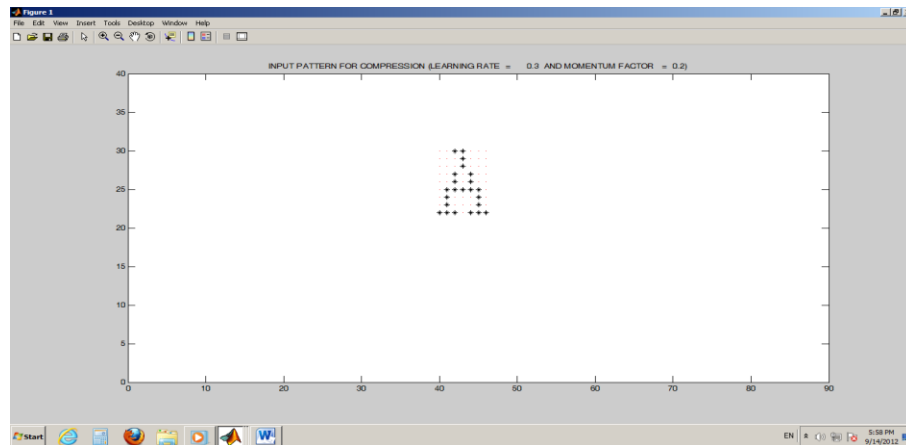 Figure 1
File Edit View Insert Tools Desktop Window Help
INPUT PATTERN FOR COMPRESSION (LEARNING RATE = 0.3 AND MOMENTUM FACTOR = 0.2)
40
35
30
25
20
15
10
5
0
0 10 20 30 40 50 60 70 80 90
Start
EN
5:58 PM
9/14/2012